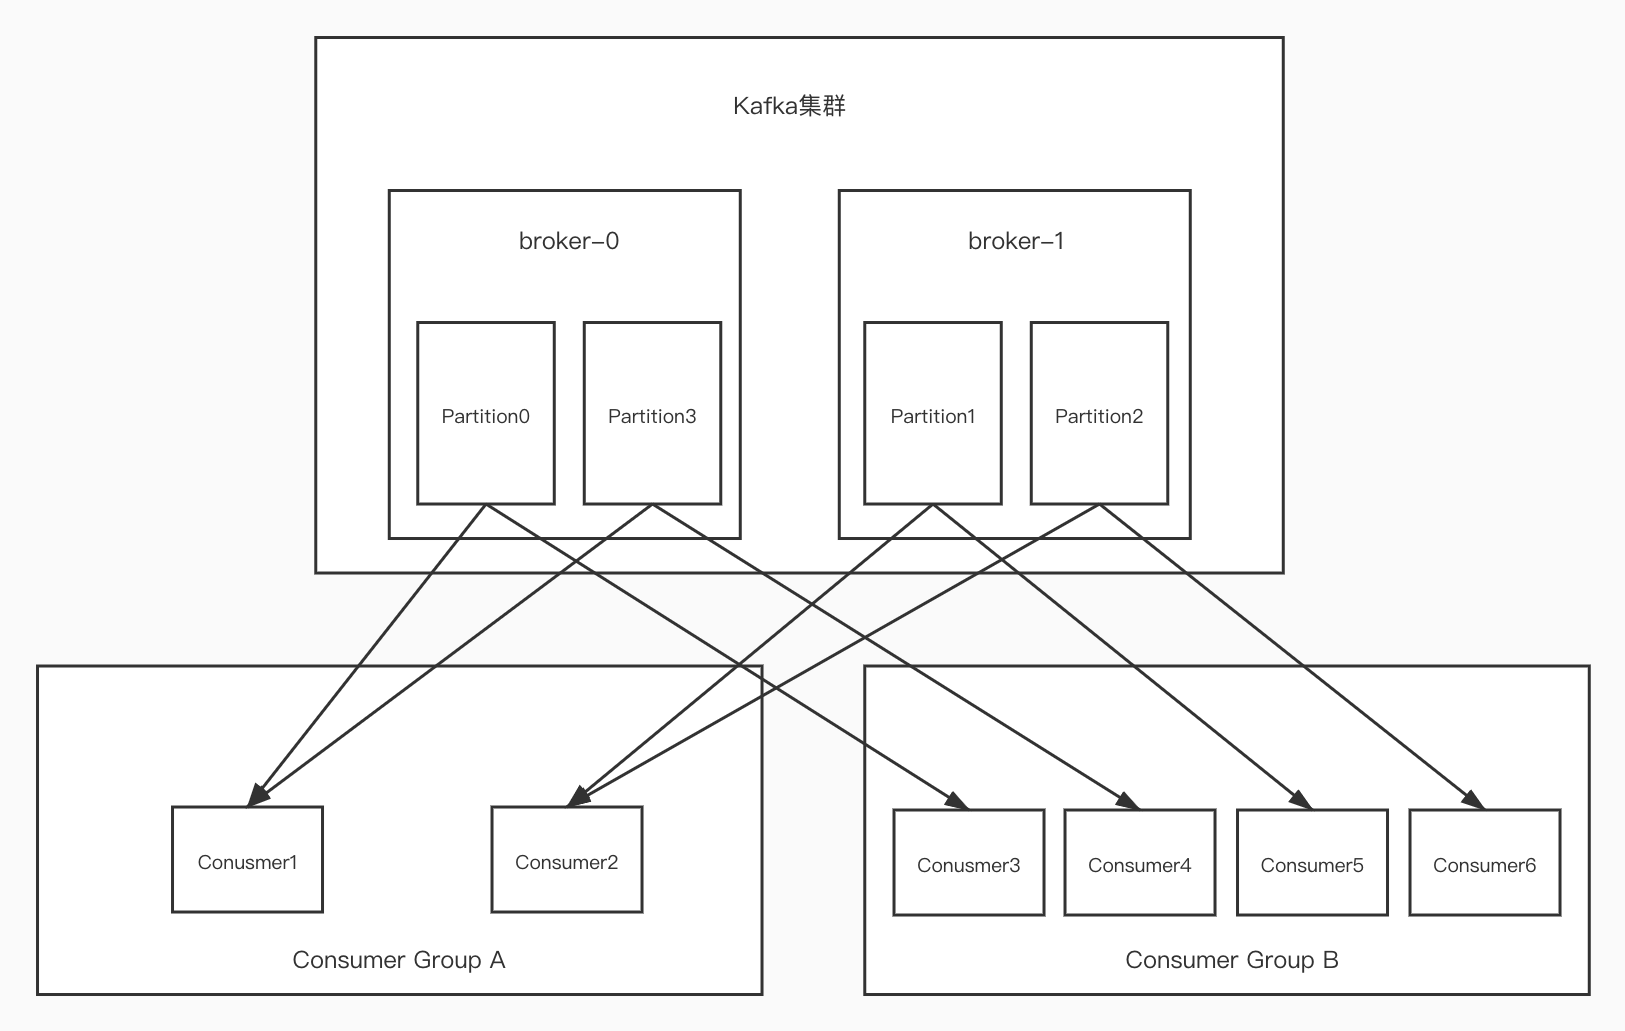 Kafka集群
broker-0
broker-1
Partition0
Partition3
Partition1
Partition2
Conusmer1
Consumer2
Conusmer3
Consumer4
Consumer5
Consumer6
Consumer Group A
Consumer Group B